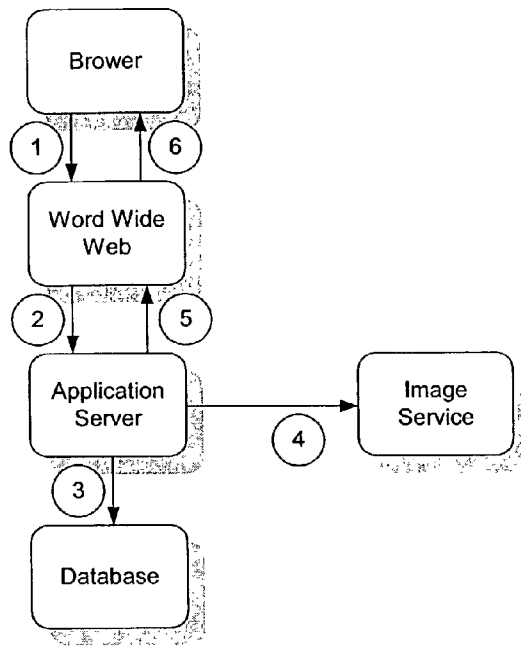 Brower
1
6
Word Wide
Web
2
5
Application
Server
Image
Service
4
3
Database